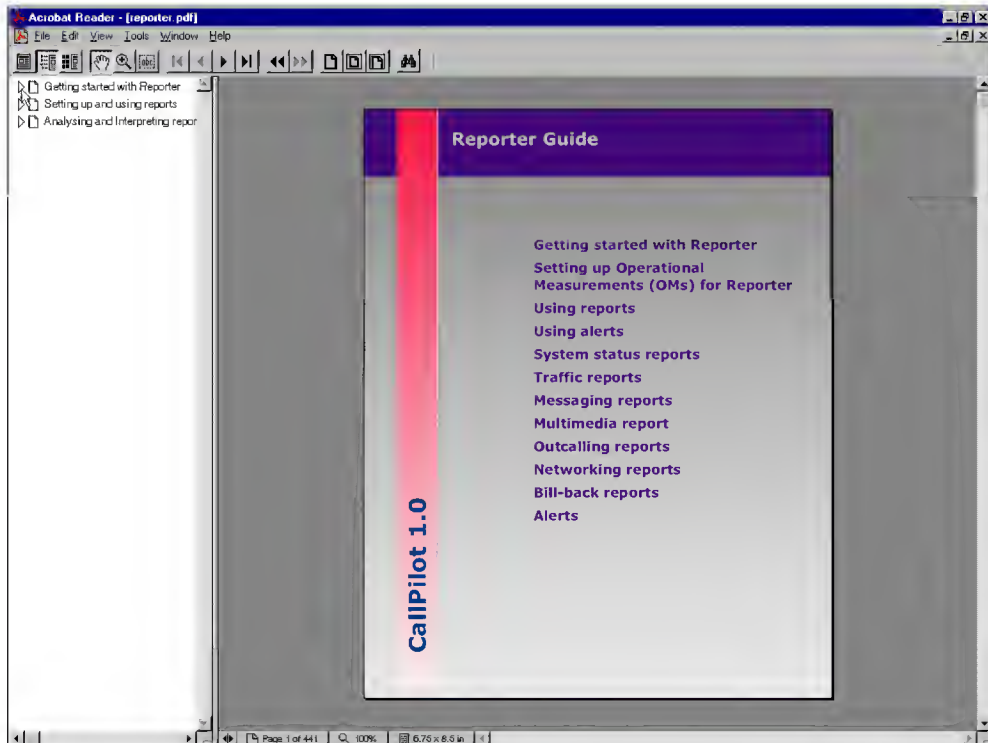 Acrobat Reader - [reporter.pdf]
File Edit View Tools Window Help
Getting started with Reporter
Setting up and using reports
Analysing and Interpreting repor
Reporter Guide
Getting started with Reporter
Setting up Operational
Measurements (OMs) for Reporter
Using reports
Using alerts
System status reports
Traffic reports
Messaging reports
Multimedia report
Outcalling reports
Networking reports
Bill-back reports
Alerts
CallPilot 1.0
Page 1 of 441
100%
6.75 x 8.5 in